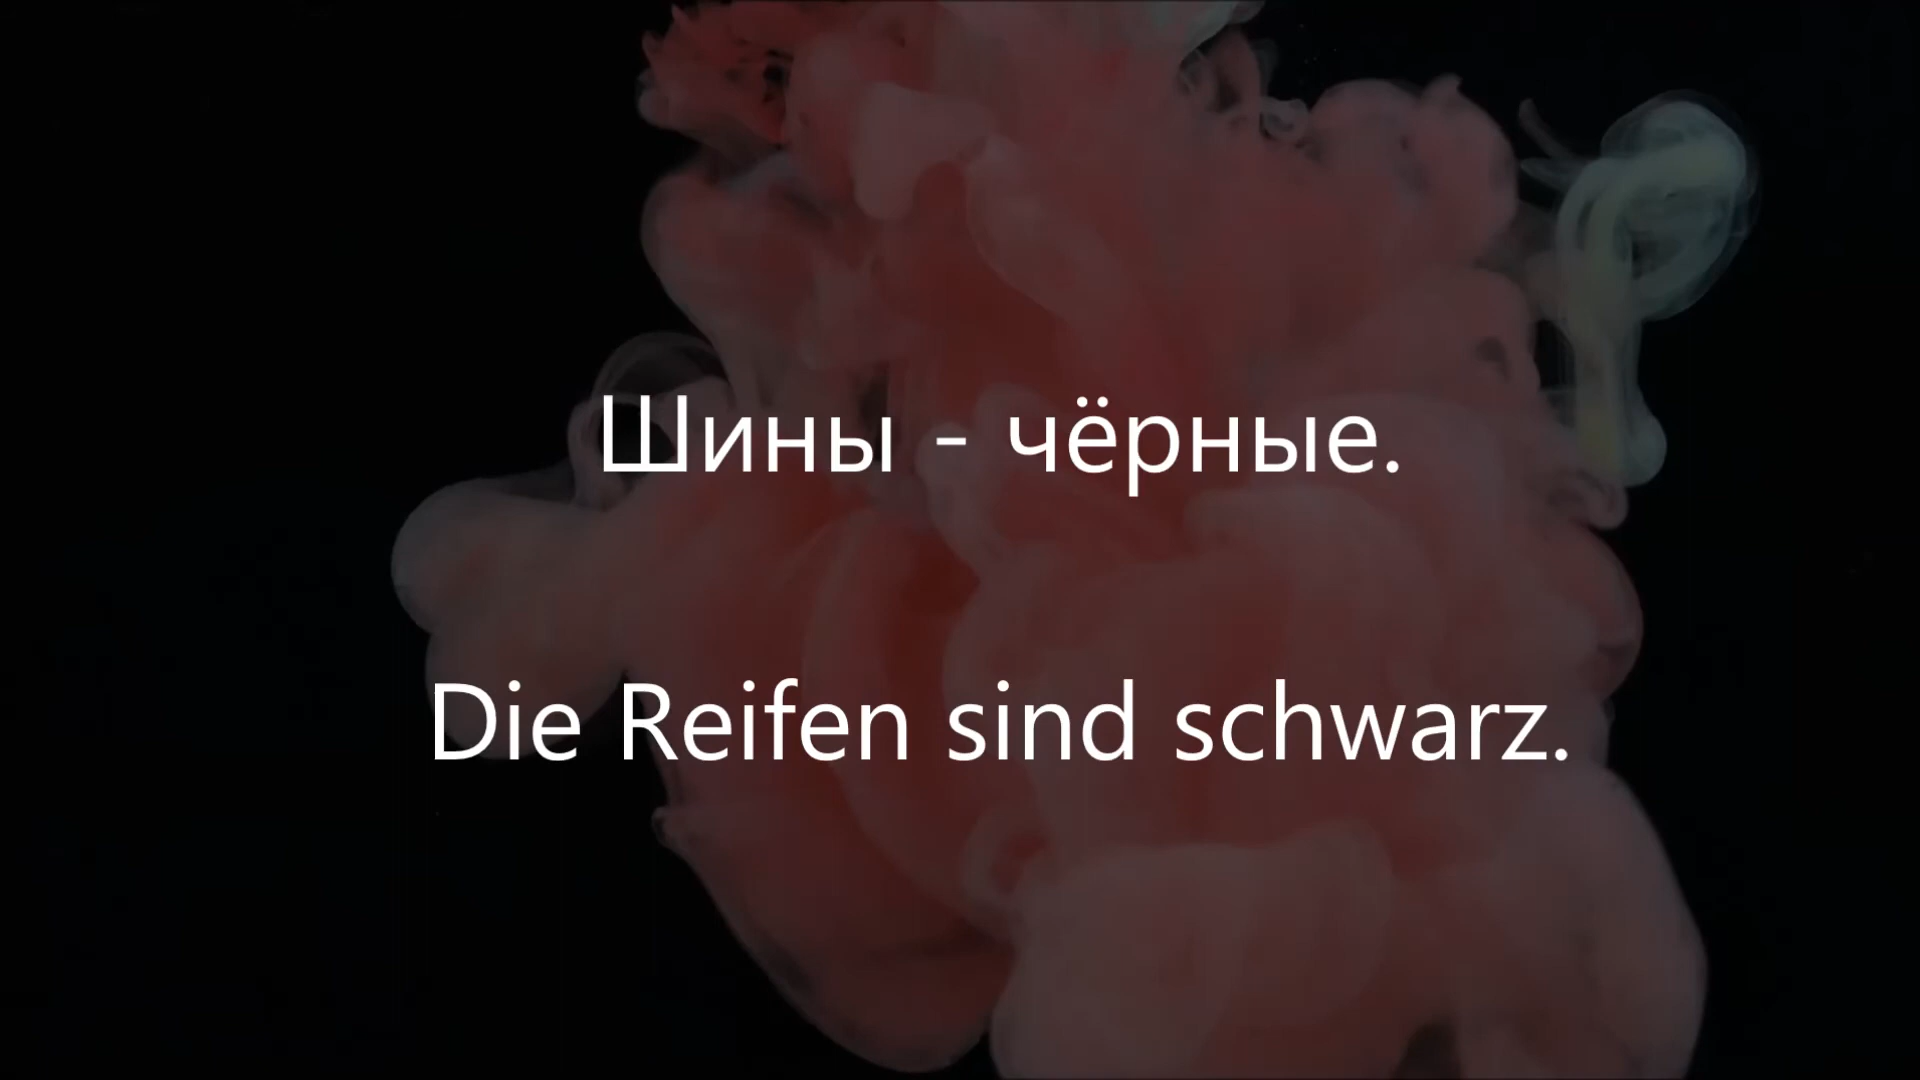 Шины - чёрные.
Die Reifen sind schwarz.